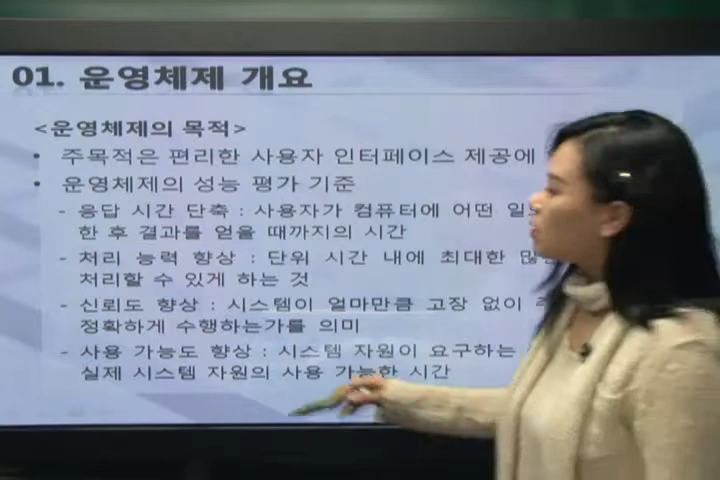 01. 운영체제 개요
<운영체제의 목적>
• 주목적은 편리한 사용자 인터페이스 제공에
• 운영체제의 성능 평가 기준
- 응답 시간 단축 : 사용자가 컴퓨터에 어떤
한 후 결과를 얻을 때까지의 시간
- 처리 능력 향상 : 단위 시간 내에 최대한
처리할 수 있게 하는 것
- 신뢰도 향상 : 시스템이 얼마만큼 고장 없이
정확하게 수행하는가를 의미
- 사용 가능도 향상 : 시스템 자원이 요구하는
실제 시스템 자원의 사용 가능한 시간